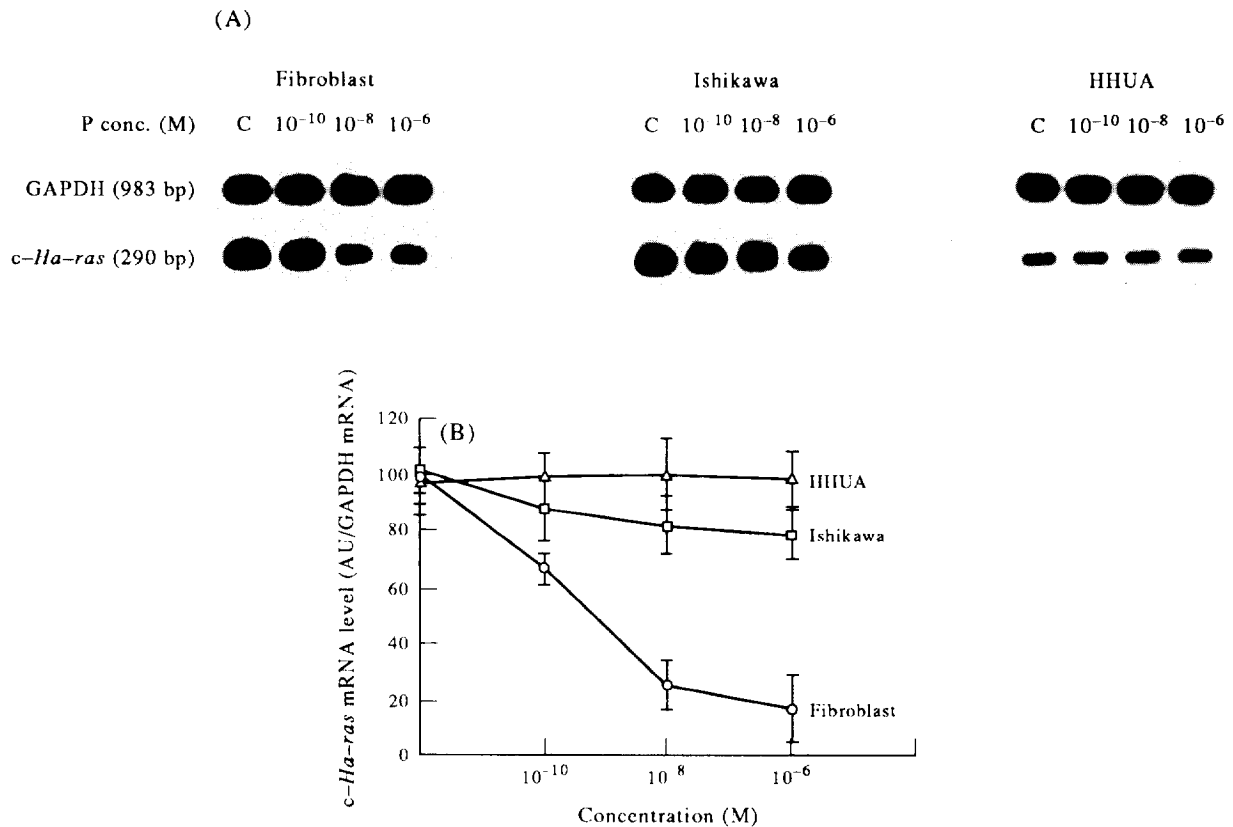 (A)
Fibroblast Ishikawa HHUA
P conc. (M) C 10⁻¹⁰ 10⁻⁸ 10⁻⁶ C 10⁻¹⁰ 10⁻⁸ 10⁻⁶ C 10⁻¹⁰ 10⁻⁸ 10⁻⁶
GAPDH (983 bp)
c–Ha–ras (290 bp)
c–Ha–ras mRNA level (AU/GAPDH mRNA)
120
(B)
100
HHUA
80
Ishikawa
60
40
20
Fibroblast
0
10⁻¹⁰ 10⁻⁸ 10⁻⁶
Concentration (M)